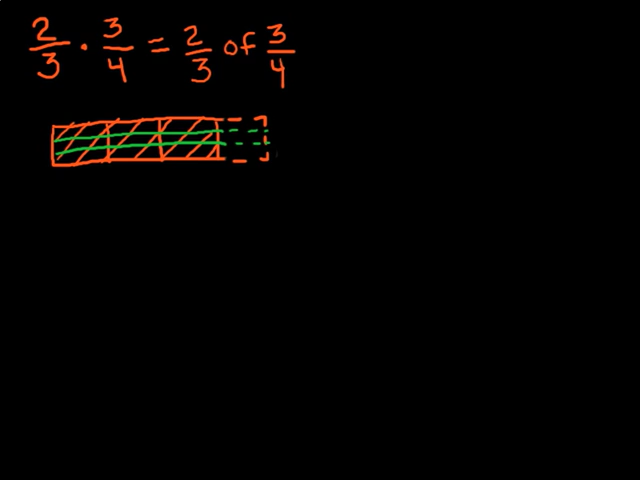 2/3 · 3/4 = 2/3 of 3/4